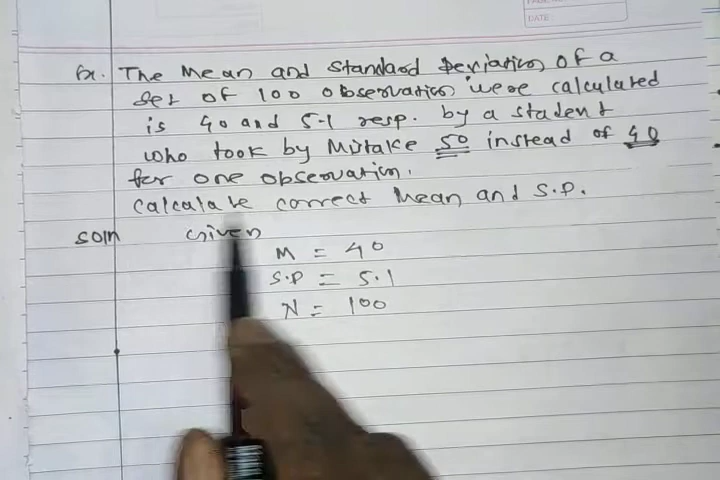 DATE:
Ex. The Mean and Standard Deviation of a
Set of 100 observation were calculated
is 40 and 5.1 resp. by a student
who took by Mistake 50 instead of 40
for one observation.
Calculate correct Mean and S.D.
Soln Given
M = 40
S.D = 5.1
N = 100